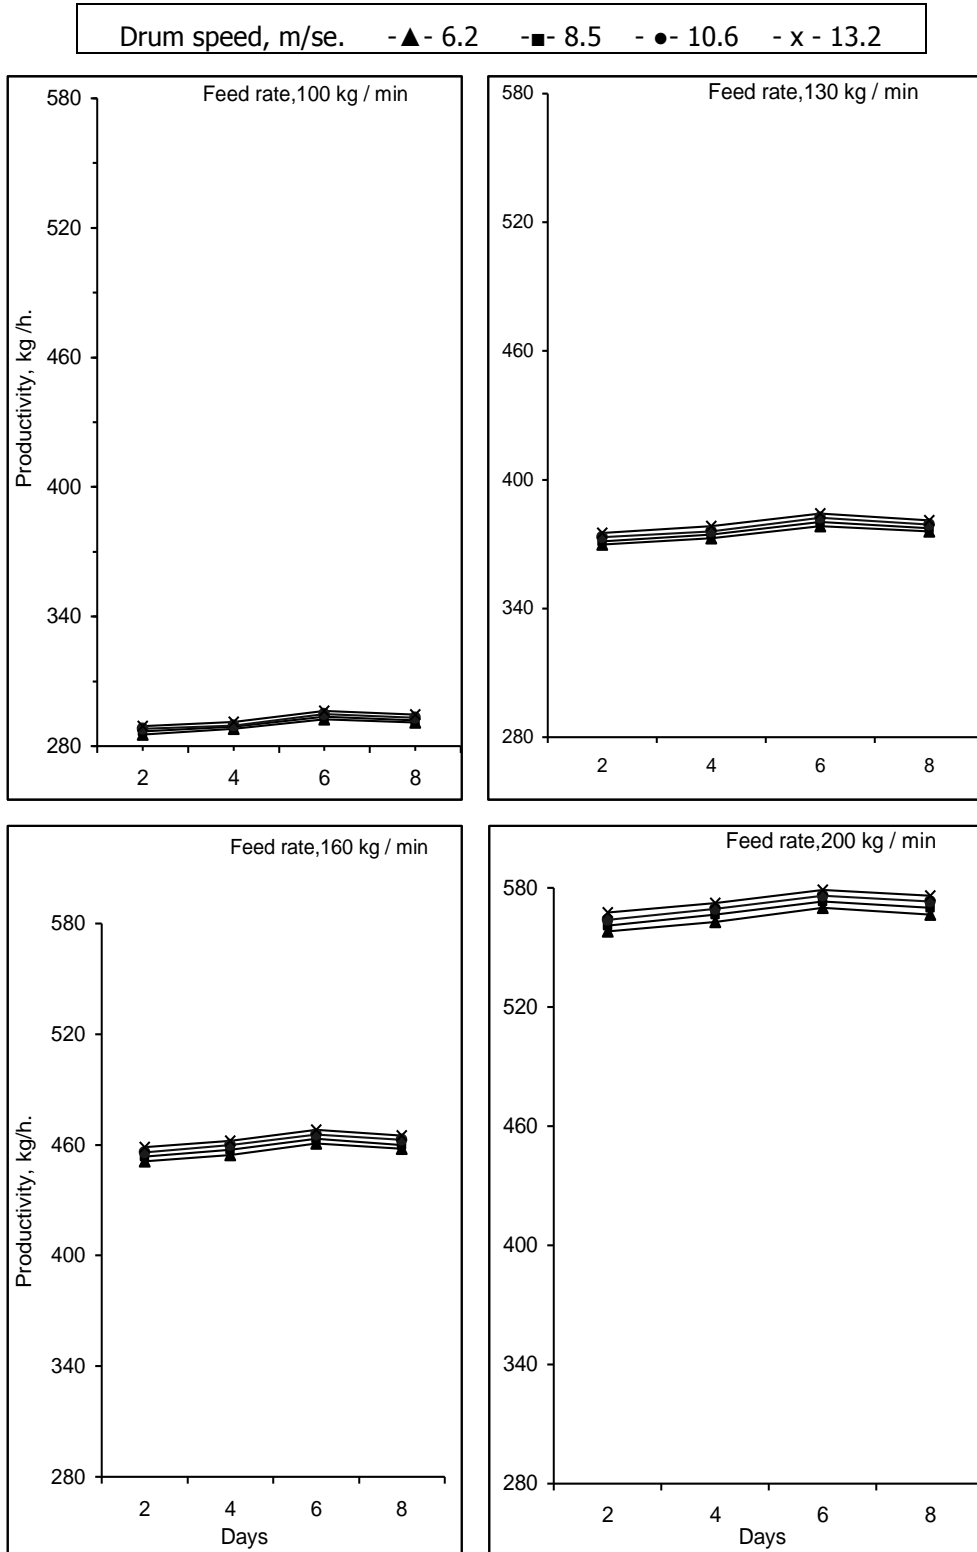 Drum speed, m/se. -▲- 6.2 -■- 8.5 - ●- 10.6 - x - 13.2
Feed rate,100 kg / min
580
520
460
400
340
280
Productivity, kg /h.
2 4 6 8
Feed rate,130 kg / min
580
520
460
400
340
280
2 4 6 8
Feed rate,160 kg / min
580
520
460
400
340
280
Productivity, kg/h.
2 4 6 8
Days
Feed rate,200 kg / min
580
520
460
400
340
280
2 4 6 8
Days